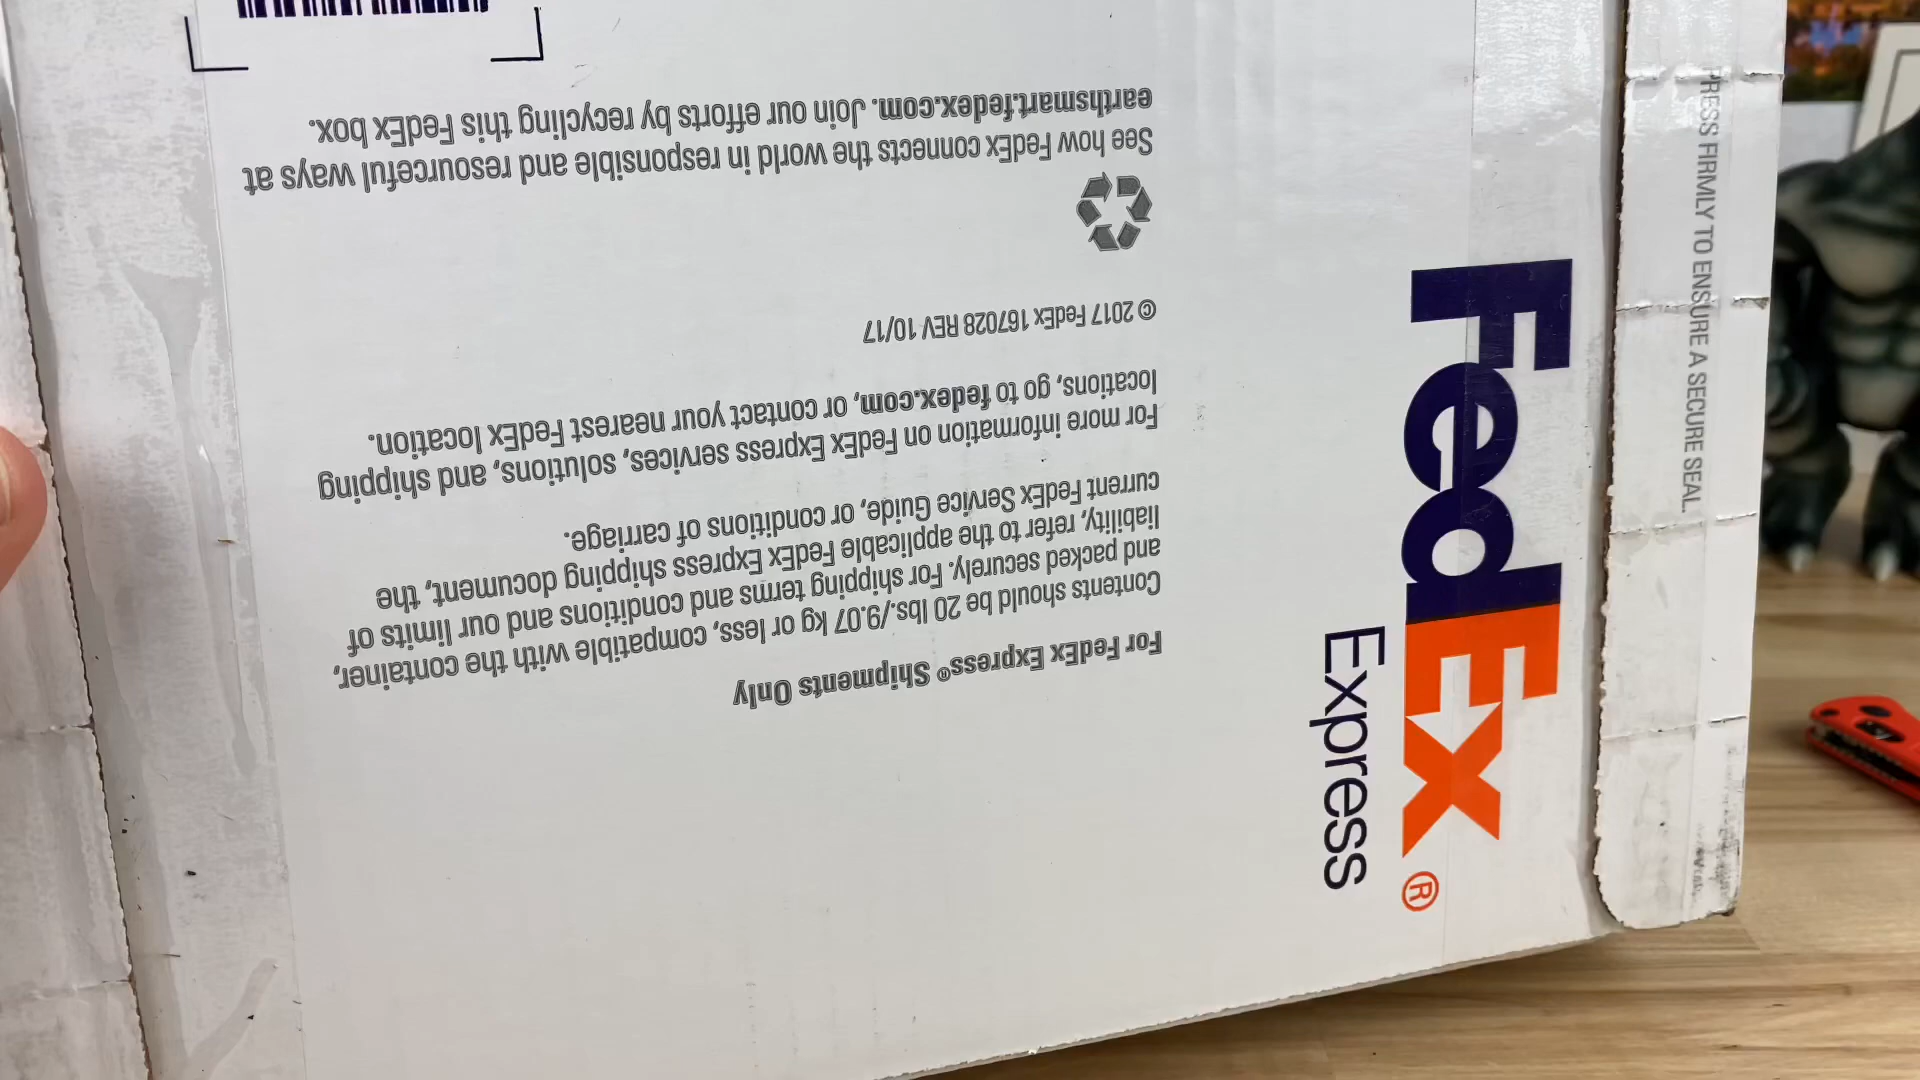 For FedEx Express® Shipments Only
Contents should be 20 lbs./9.07 kg or less, compatible with the container,
and packed securely. For shipping terms and conditions and our limits of
liability, refer to the applicable FedEx Express shipping document, the
current FedEx Service Guide, or conditions of carriage.
For more information on FedEx Express services, solutions, and shipping
locations, go to fedex.com, or contact your nearest FedEx location.
© 2017 FedEx 167028 REV 10/17
See how FedEx connects the world in responsible and resourceful ways at
earthsmart.fedex.com. Join our efforts by recycling this FedEx box.
FedEx®
Express
PRESS FIRMLY TO ENSURE A SECURE SEAL.